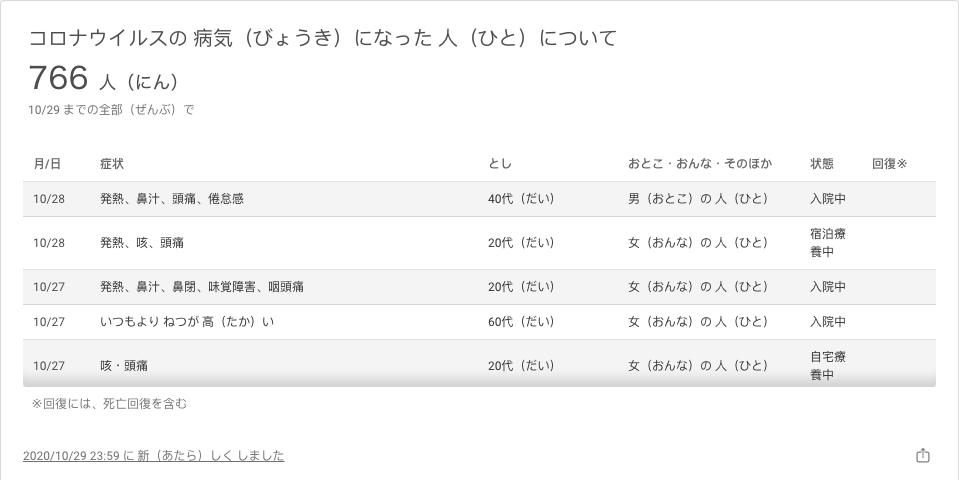 コロナウイルスの 病気（びょうき）になった 人（ひと）について
766 人（にん）
10/29 までの全部（ぜんぶ）で
月/日 症状 とし おとこ・おんな・そのほか 状態 回復※
10/28 発熱、鼻汁、頭痛、倦怠感 40代（だい） 男（おとこ）の 人（ひと） 入院中
10/28 発熱、咳、頭痛 20代（だい） 女（おんな）の 人（ひと） 宿泊療
養中
10/27 発熱、鼻汁、鼻閉、味覚障害、咽頭痛 20代（だい） 女（おんな）の 人（ひと） 入院中
10/27 いつもより ねつが 高（たか）い 60代（だい） 女（おんな）の 人（ひと） 入院中
10/27 咳・頭痛 20代（だい） 女（おんな）の 人（ひと） 自宅療
養中
※回復には、死亡回復を含む
2020/10/29 23:59 に 新（あたら）しく しました